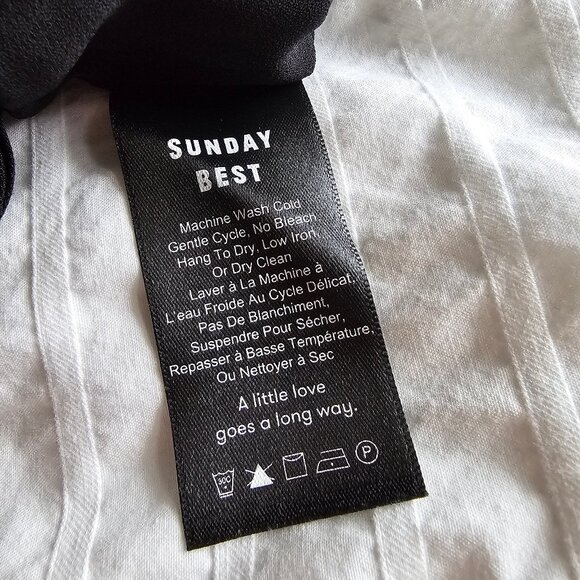 SUNDAY
BEST
Machine Wash Cold
Gentle Cycle, No Bleach
Hang To Dry, Low Iron,
Or Dry Clean
Layer à La Machine à
L'eau Froide Au Cycle Délicat,
Pas De Blanchiment,
Suspendre Pour Sécher,
Repasser à Basse Température,
Ou Nettoyer à Sec
A little love
goes a long way.
30C
P